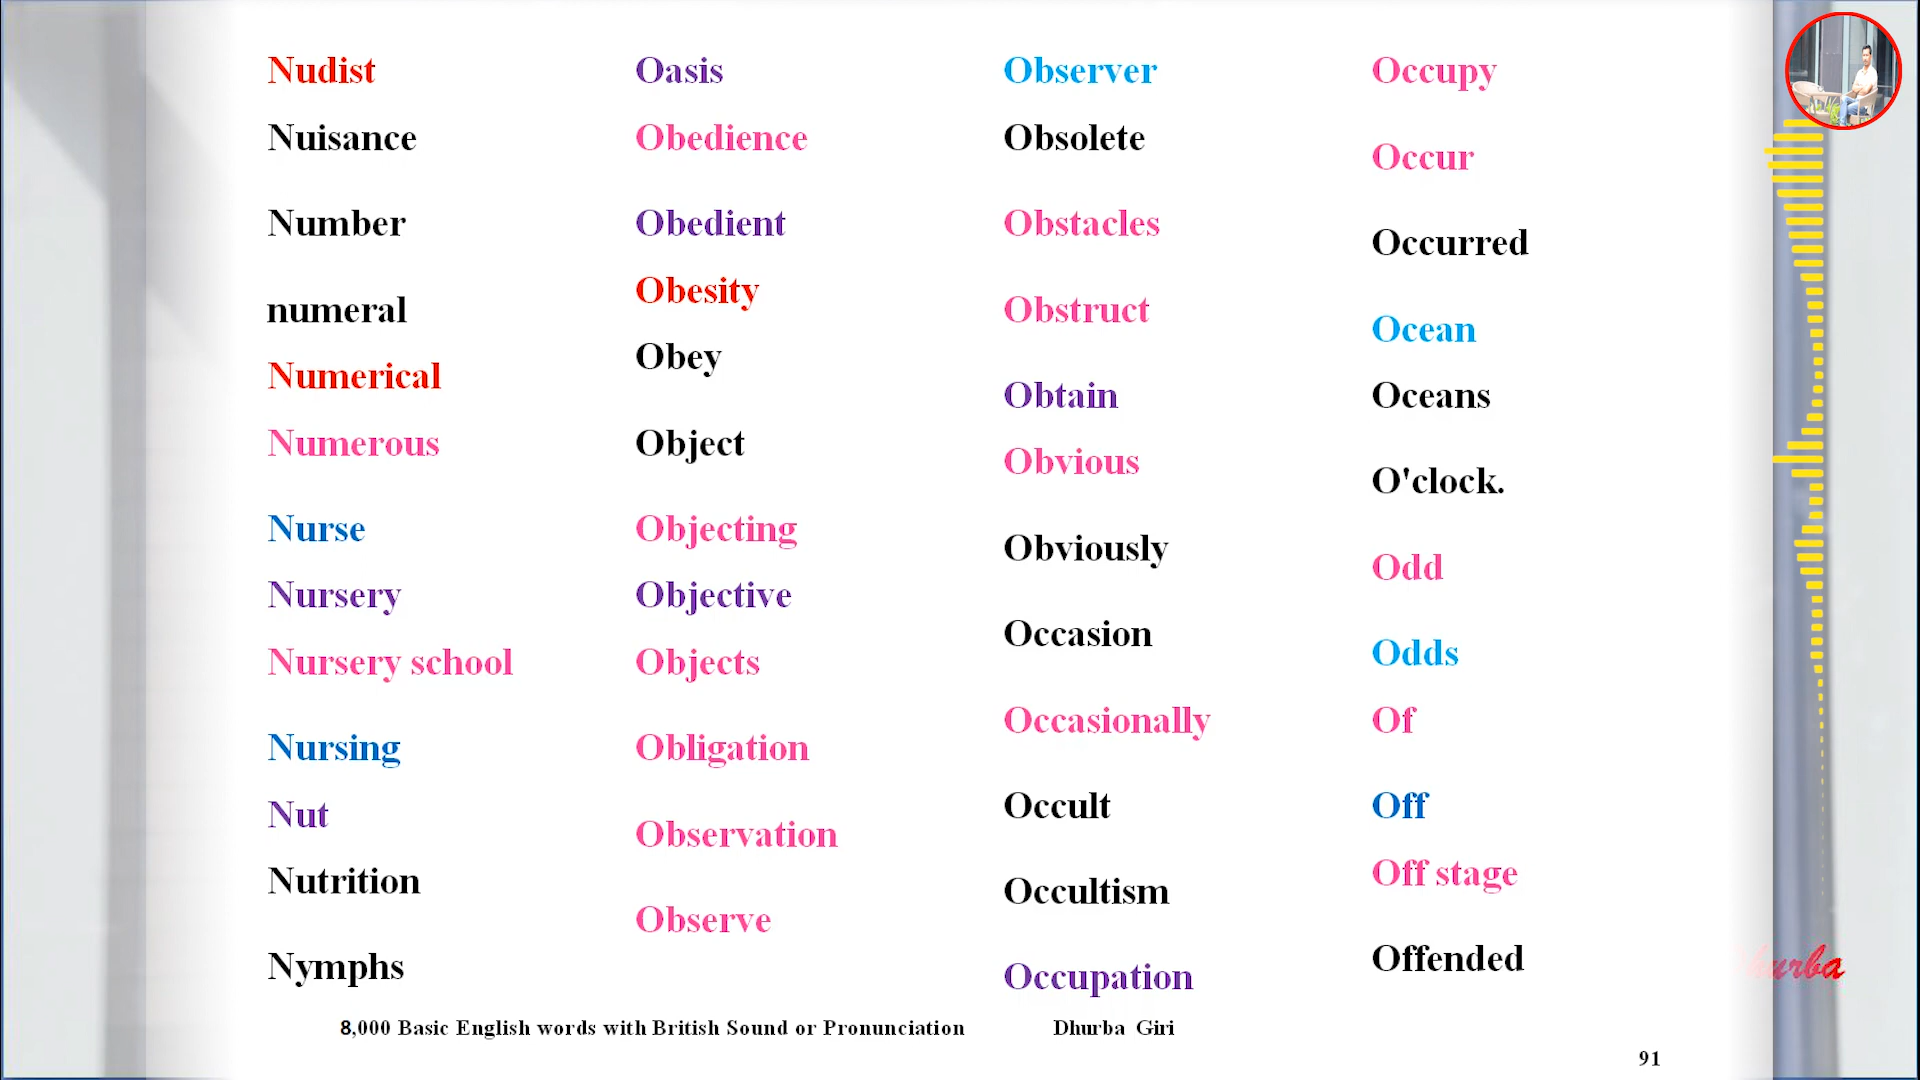 Nudist
Nuisance
Number
numeral
Numerical
Numerous
Nurse
Nursery
Nursery school
Nursing
Nut
Nutrition
Nymphs
Oasis
Obedience
Obedient
Obesity
Obey
Object
Objecting
Objective
Objects
Obligation
Observation
Observe
Observer
Obsolete
Obstacles
Obstruct
Obtain
Obvious
Obviously
Occasion
Occasionally
Occult
Occultism
Occupation
Occupy
Occur
Occurred
Ocean
Oceans
O'clock.
Odd
Odds
Of
Off
Off stage
Offended
8,000 Basic English words with British Sound or Pronunciation Dhurba Giri
91